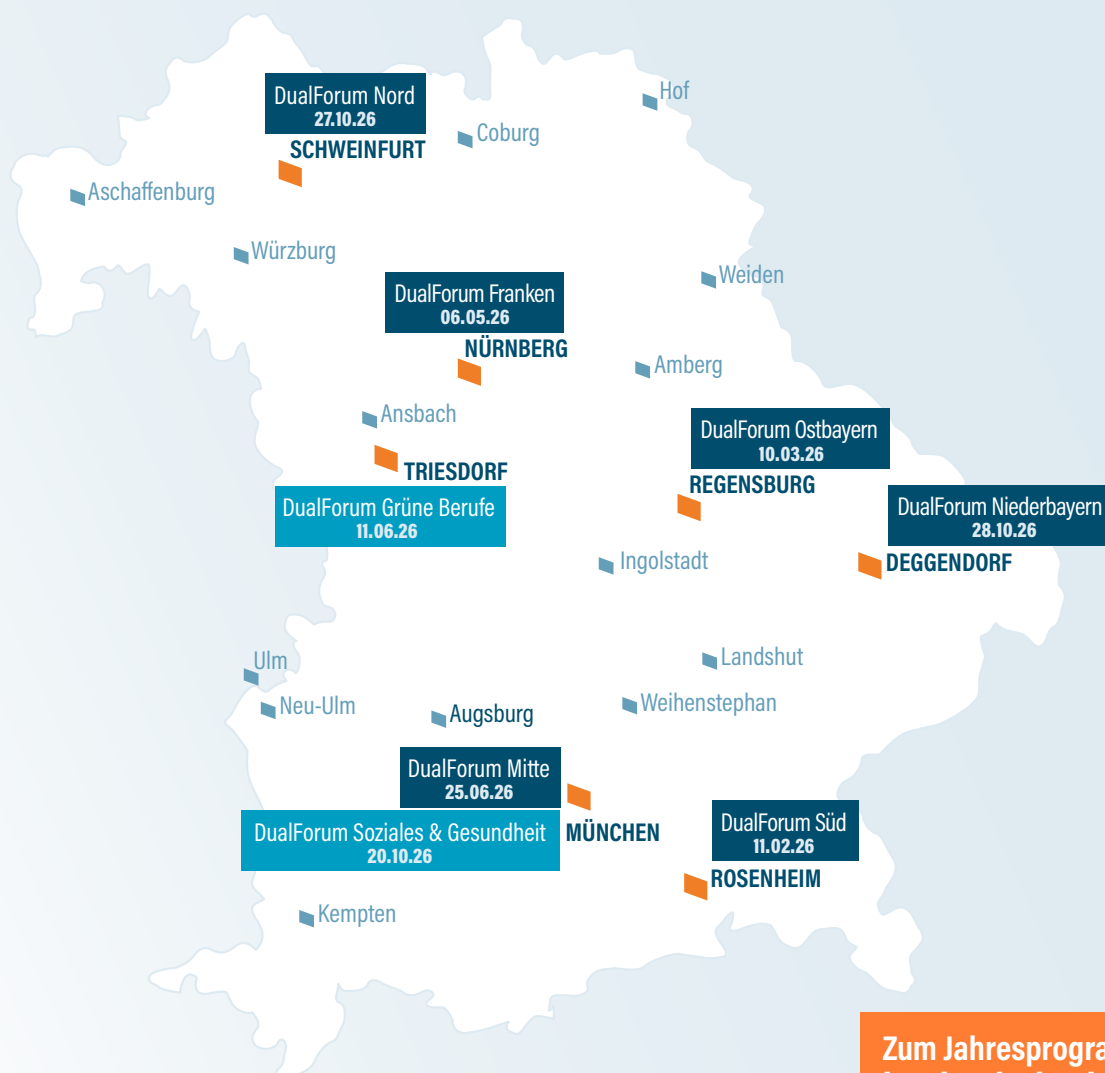 Hof
DualForum Nord
27.10.26
SCHWEINFURT
Coburg
Aschaffenburg
Würzburg
Weiden
DualForum Franken
06.05.26
NÜRNBERG
Amberg
Ansbach
DualForum Ostbayern
10.03.26
REGENSBURG
TRIESDORF
DualForum Grüne Berufe
11.06.26
DualForum Niederbayern
28.10.26
DEGGENDORF
Ingolstadt
Ulm
Landshut
Neu-Ulm
Weihenstephan
Augsburg
DualForum Mitte
25.06.26
DualForum Soziales & Gesundheit
20.10.26
MÜNCHEN
DualForum Süd
11.02.26
ROSENHEIM
Kempten
Zum